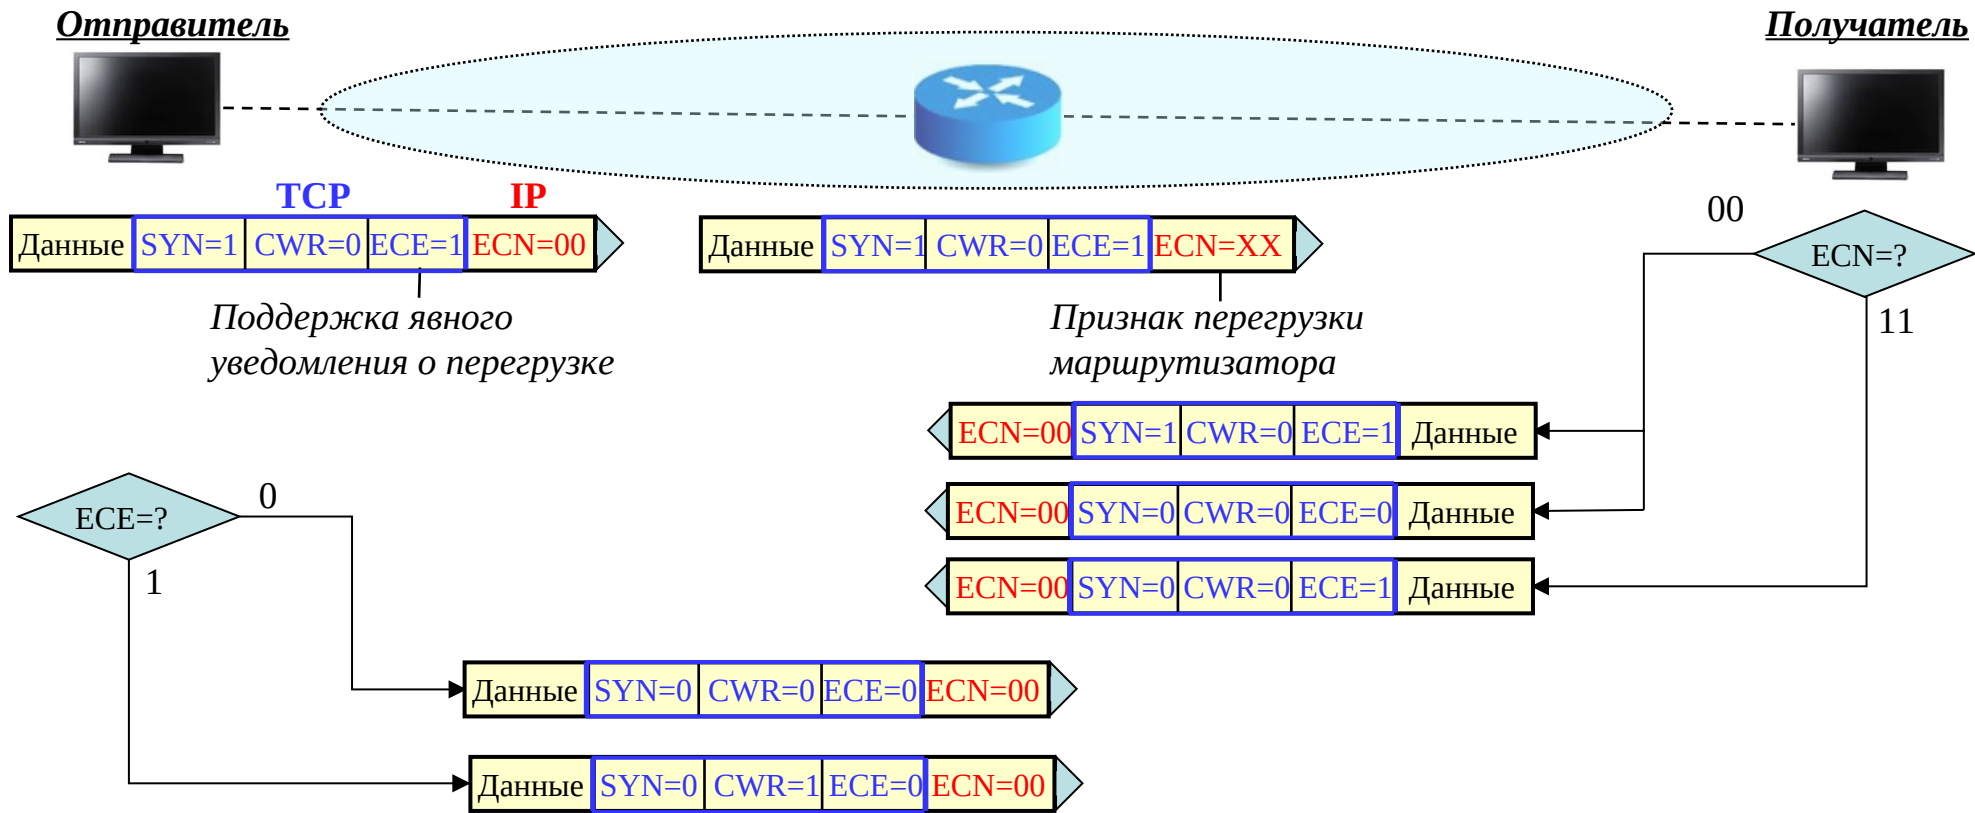 Отправитель
Получатель
TCP IP
Данные SYN=1 CWR=0 ECE=1 ECN=00
Данные SYN=1 CWR=0 ECE=1 ECN=XX
00
ECN=?
11
Поддержка явного
уведомления о перегрузке
Признак перегрузки
маршрутизатора
ECN=00 SYN=1 CWR=0 ECE=1 Данные
ECN=00 SYN=0 CWR=0 ECE=0 Данные
ECN=00 SYN=0 CWR=0 ECE=1 Данные
ECE=?
0
1
Данные SYN=0 CWR=0 ECE=0 ECN=00
Данные SYN=0 CWR=1 ECE=0 ECN=00